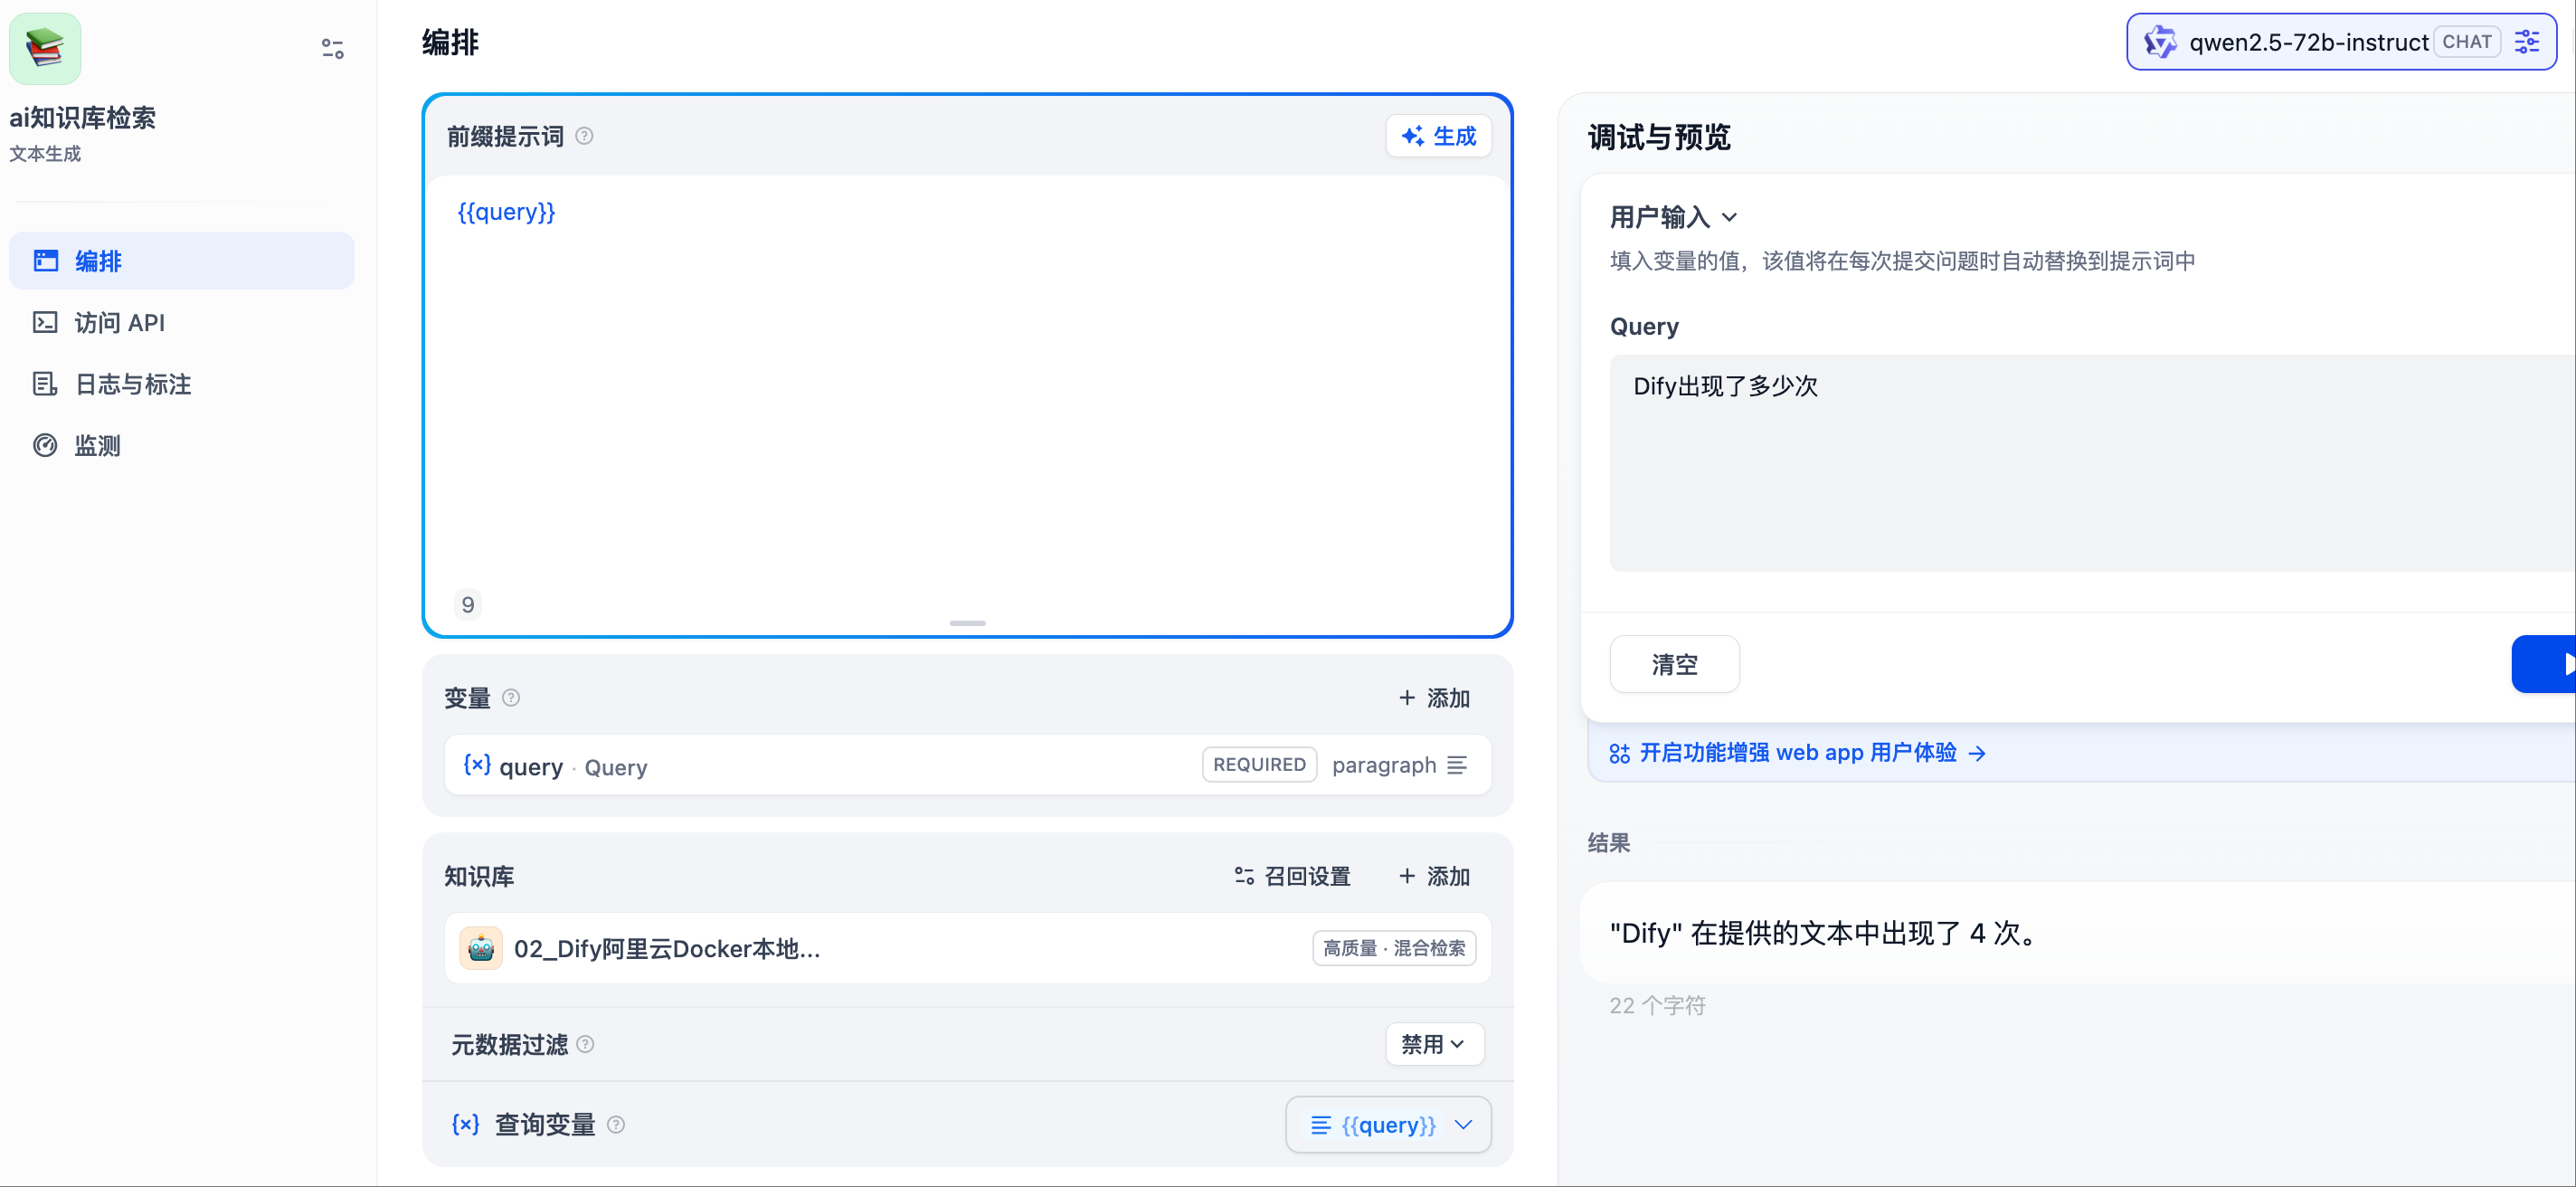 ai知识库检索
文本生成
编排
访问 API
日志与标注
监测
编排
qwen2.5-72b-instruct CHAT
前缀提示词
生成
{{query}}
9
变量
+ 添加
{x} query · Query
REQUIRED paragraph
知识库
召回设置
+ 添加
02_Dify阿里云Docker本地...
高质量 · 混合检索
元数据过滤
禁用
{x} 查询变量
{{query}}
调试与预览
用户输入
填入变量的值，该值将在每次提交问题时自动替换到提示词中
Query
Dify出现了多少次
清空
开启功能增强 web app 用户体验 →
结果
"Dify" 在提供的文本中出现了 4 次。
22 个字符